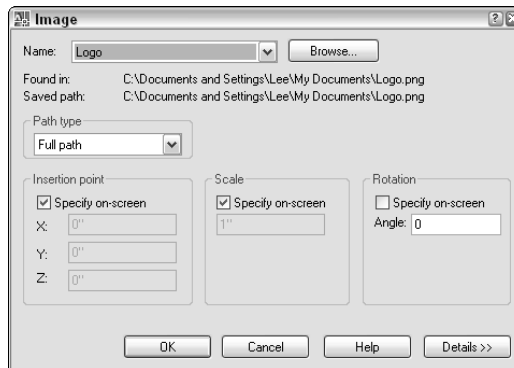 Image
Name: Logo Browse...
Found in: C:\Documents and Settings\Lee\My Documents\Logo.png
Saved path: C:\Documents and Settings\Lee\My Documents\Logo.png
Path type
Full path
Insertion point
Specify on-screen
X: 0"
Y: 0"
Z: 0"
Scale
Specify on-screen
1"
Rotation
Specify on-screen
Angle: 0
OK Cancel Help Details >>